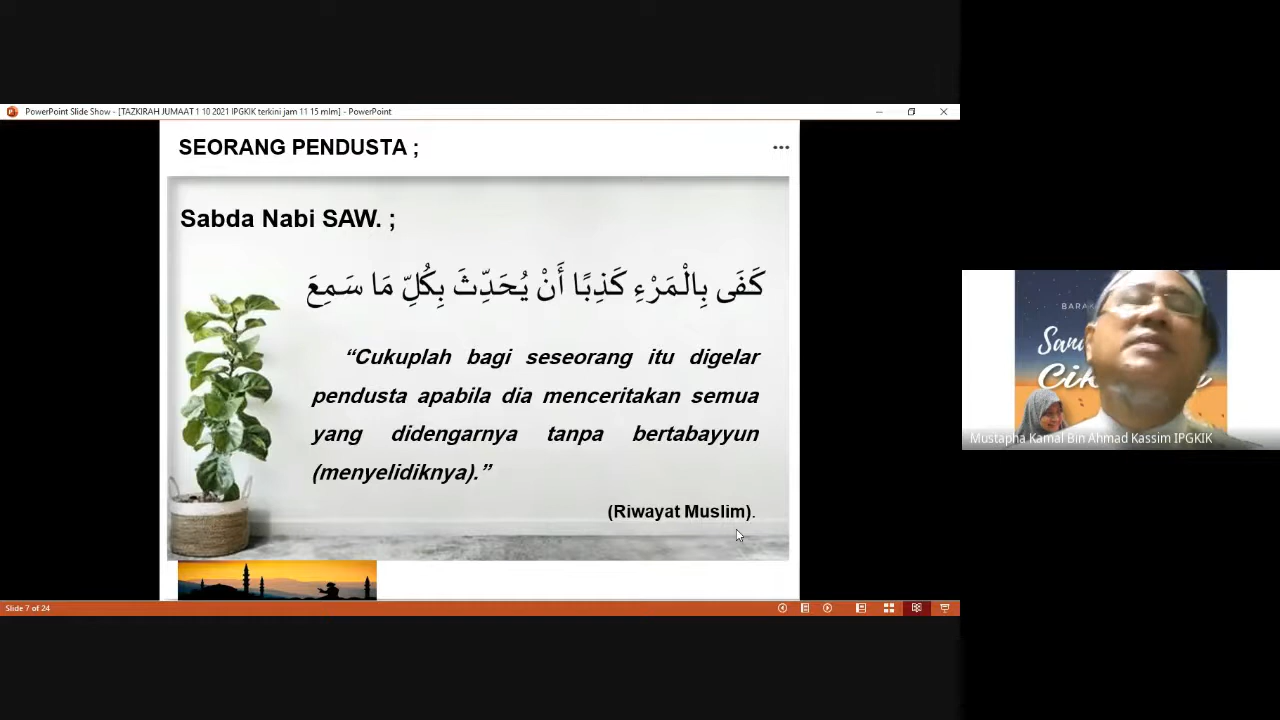 PowerPoint Slide Show - [TAZKIRAH JUMAAT 1 10 2021 IPGKIK terkini jam 11 15 mlm] - PowerPoint
SEORANG PENDUSTA ;
Sabda Nabi SAW. ;
كَفَى بِالْمَرْءِ كَذِبًا أَنْ يُحَدِّثَ بِكُلِّ مَا سَمِعَ
“Cukuplah bagi seseorang itu digelar
pendusta apabila dia menceritakan semua
yang didengarnya tanpa bertabayyun
(menyelidiknya).”
(Riwayat Muslim).
Slide 7 of 24
BARAK
Mustapha Kamal Bin Ahmad Kassim IPGKIK